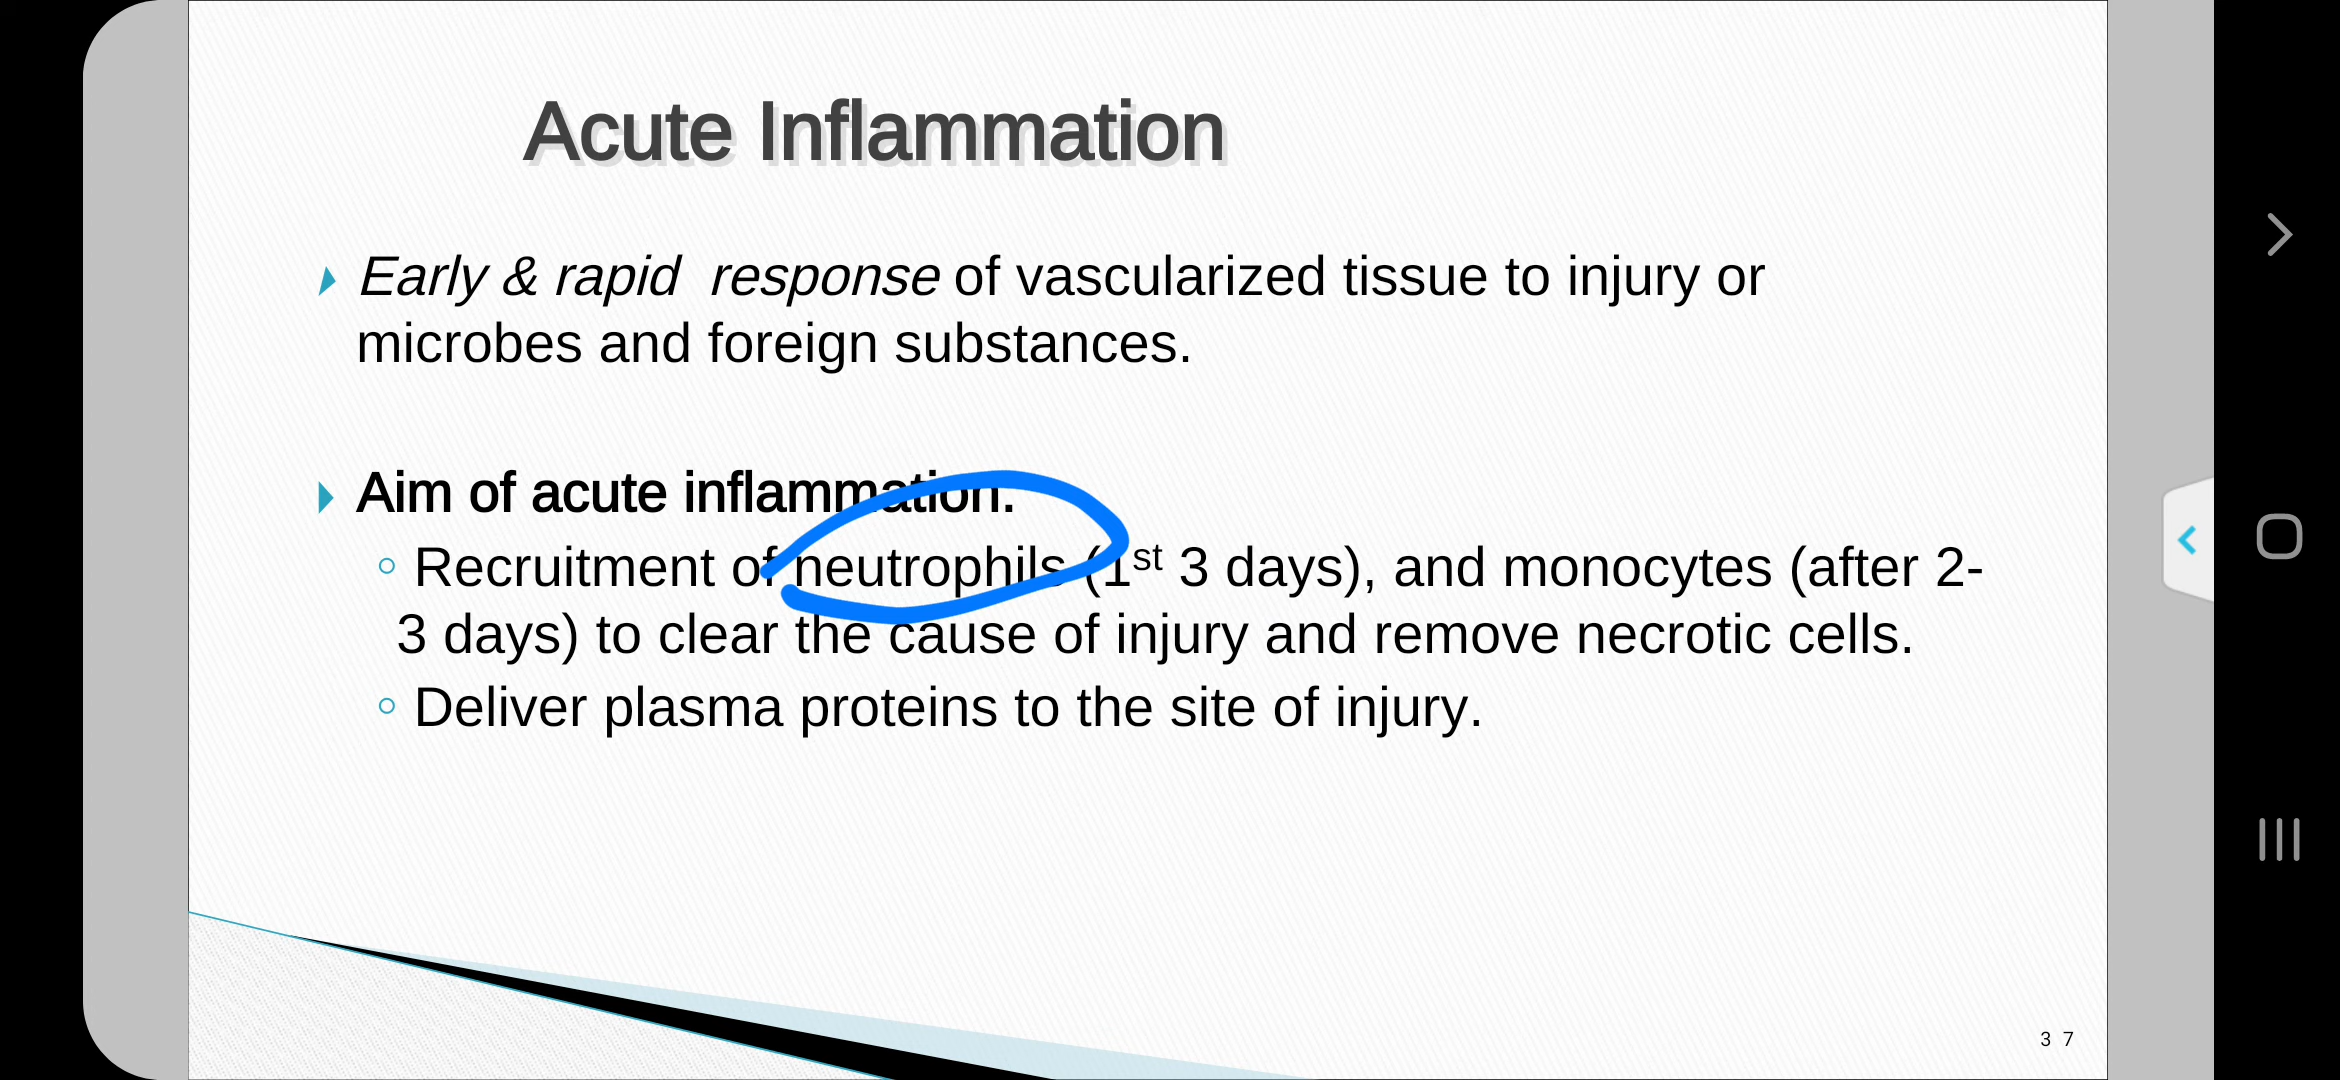 Acute Inflammation
Early & rapid  response of vascularized tissue to injury or
microbes and foreign substances.
Aim of acute inflammation:
Recruitment of neutrophils (1st 3 days), and monocytes (after 2-
3 days) to clear the cause of injury and remove necrotic cells.
Deliver plasma proteins to the site of injury.
3 7